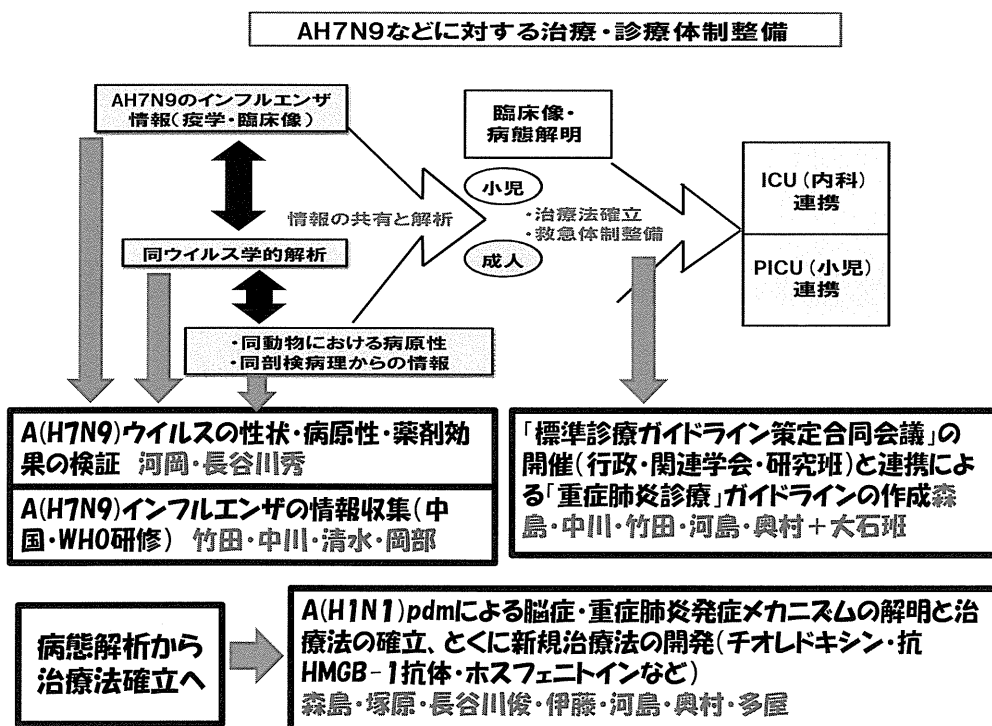 AH7N9などに対する治療・診療体制整備
AH7N9のインフルエンザ
情報(疫学・臨床像)
臨床像・
病態解明
ICU(内科)
連携
小児
情報の共有と解析
・治療法確立
・救急体制整備
同ウイルス学的解析
成人
PICU(小児)
連携
・同動物における病原性
・同剖検病理からの情報
A(H7N9)ウイルスの性状・病原性・薬剤効
果の検証 河岡・長谷川秀
A(H7N9)インフルエンザの情報収集(中
国・WHO研修) 竹田・中川・清水・岡部
「標準診療ガイドライン策定合同会議」の
開催(行政・関連学会・研究班)と連携によ
る「重症肺炎診療」ガイドラインの作成森
島・中川・竹田・河島・奥村+大石班
病態解析から
治療法確立へ
A(H1N1)pdmによる脳症・重症肺炎発症メカニズムの解明と治
療法の確立、とくに新規治療法の開発(チオレドキシン・抗
HMGB-1抗体・ホスフェニトインなど)
森島・塚原・長谷川俊・伊藤・河島・奥村・多屋